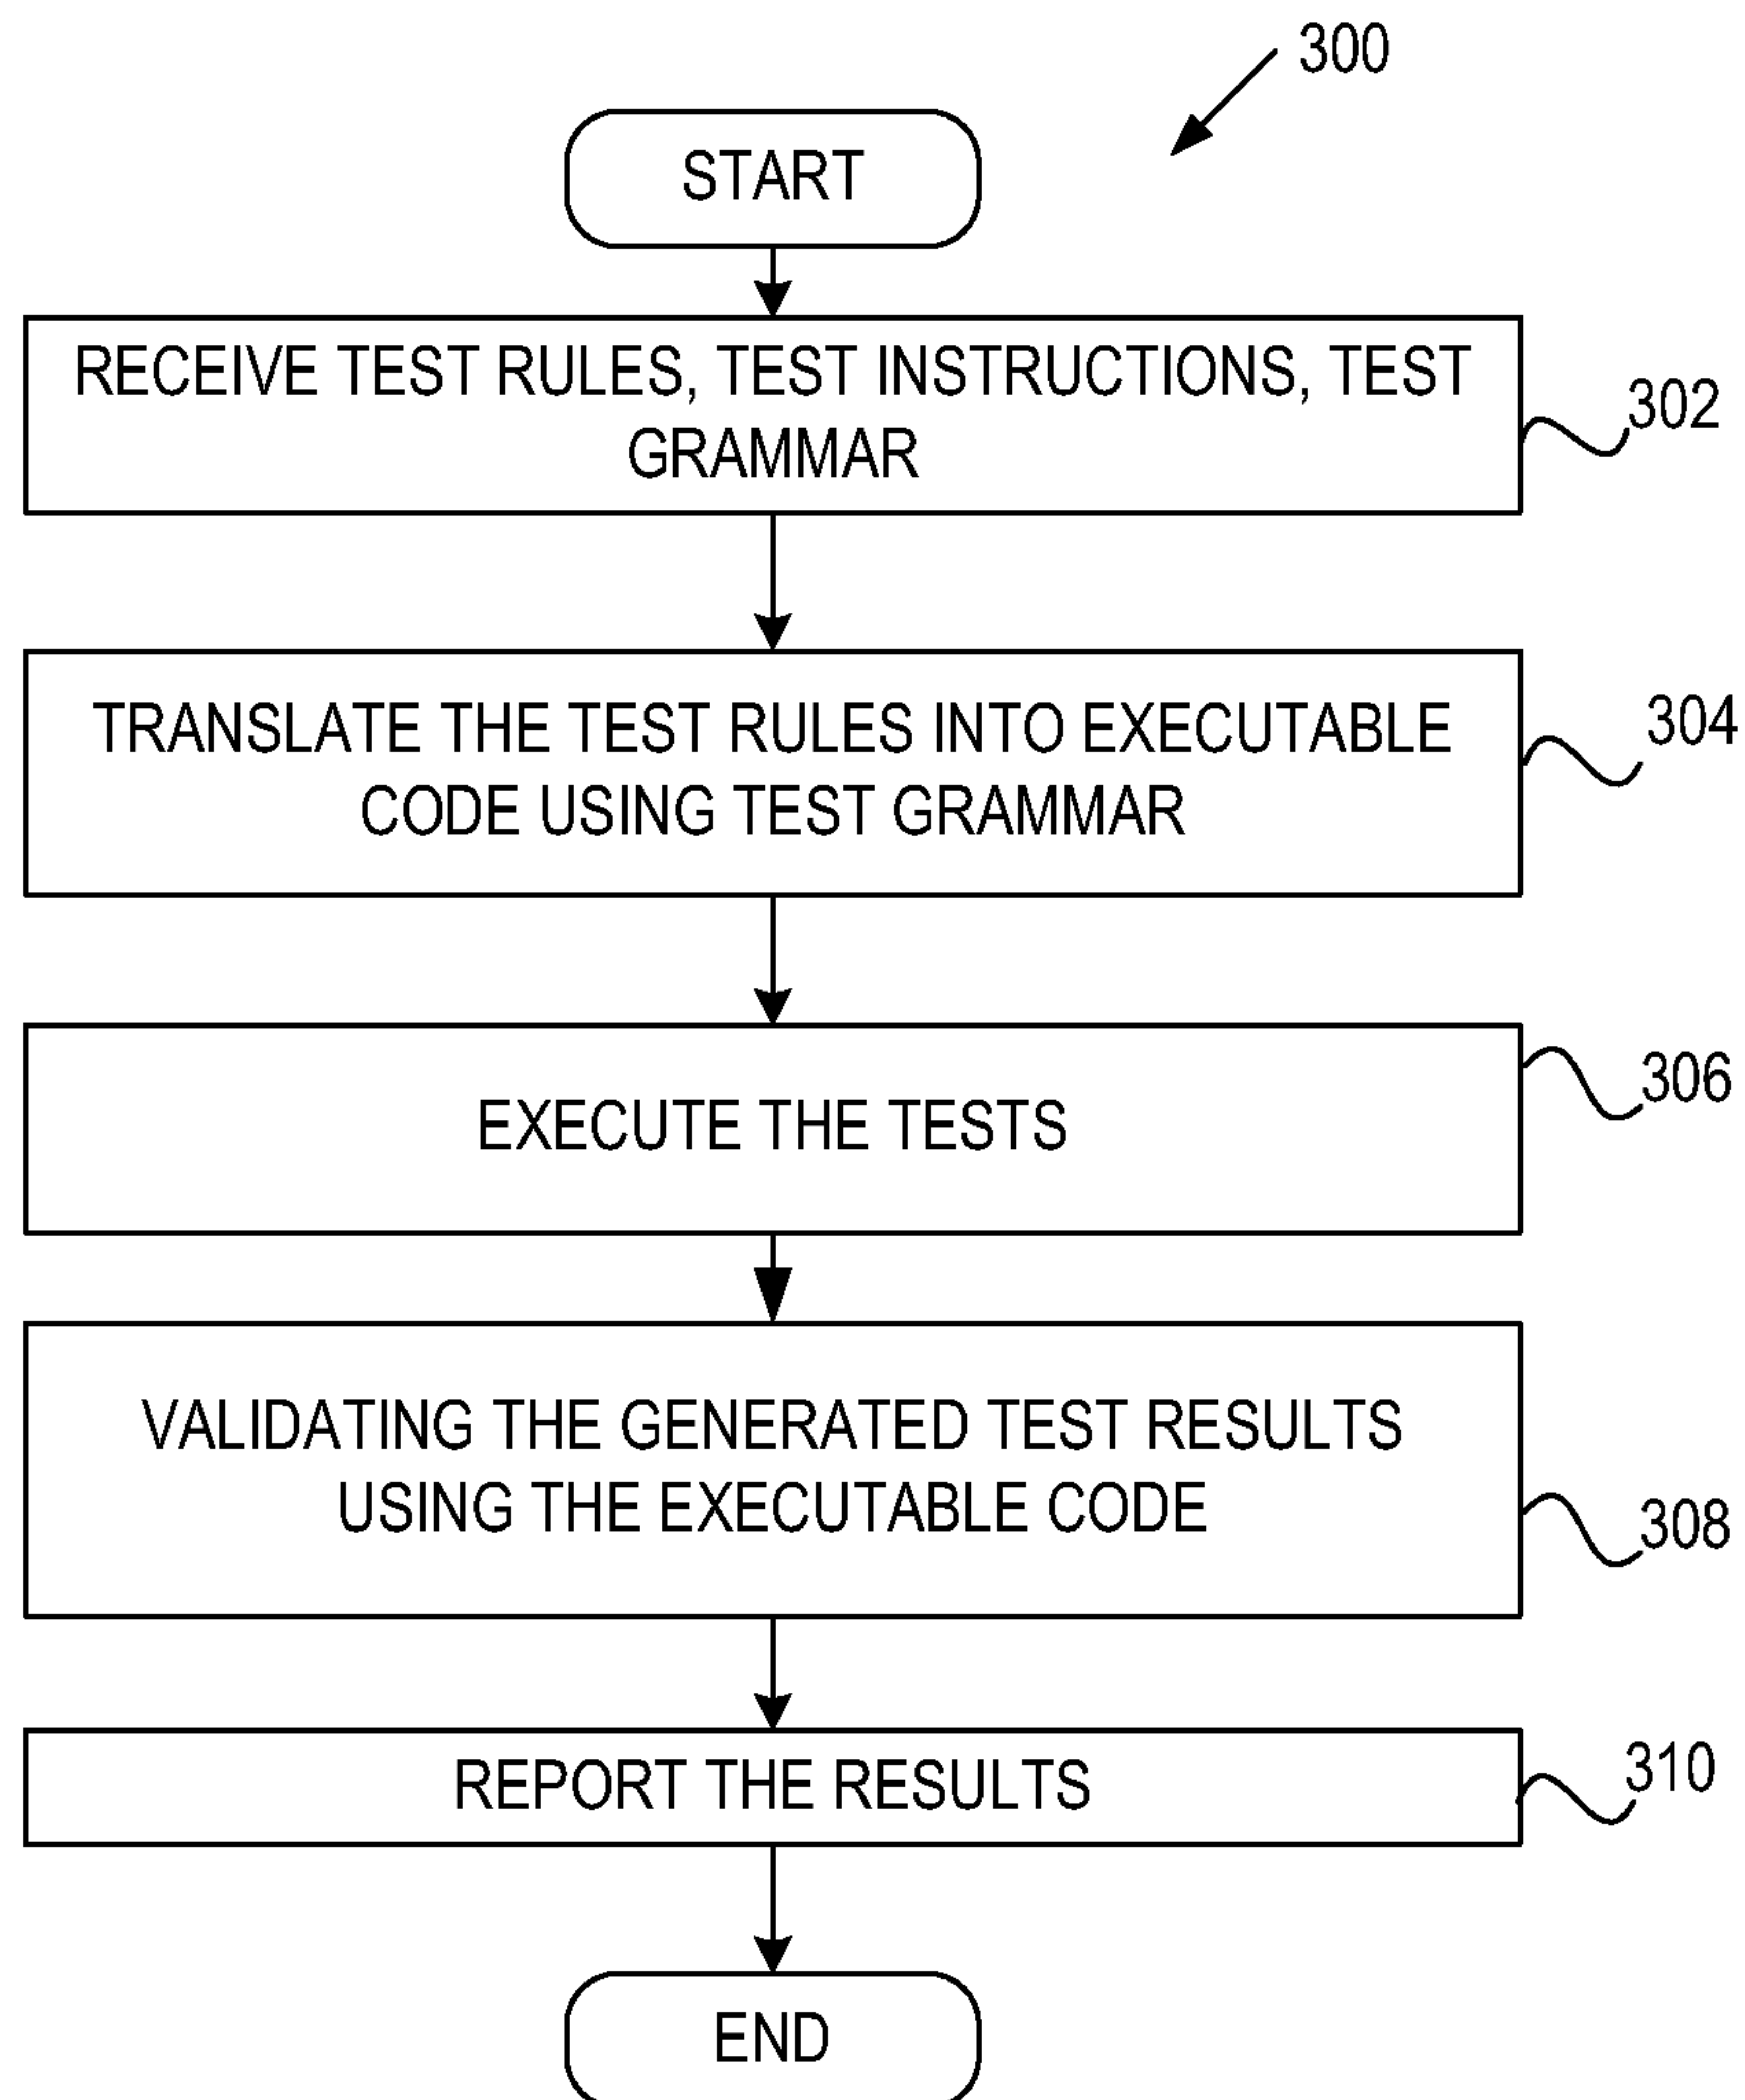 300
START
RECEIVE TEST RULES, TEST INSTRUCTIONS, TEST
GRAMMAR
302
TRANSLATE THE TEST RULES INTO EXECUTABLE
CODE USING TEST GRAMMAR
304
EXECUTE THE TESTS
306
VALIDATING THE GENERATED TEST RESULTS
USING THE EXECUTABLE CODE
308
REPORT THE RESULTS
310
END